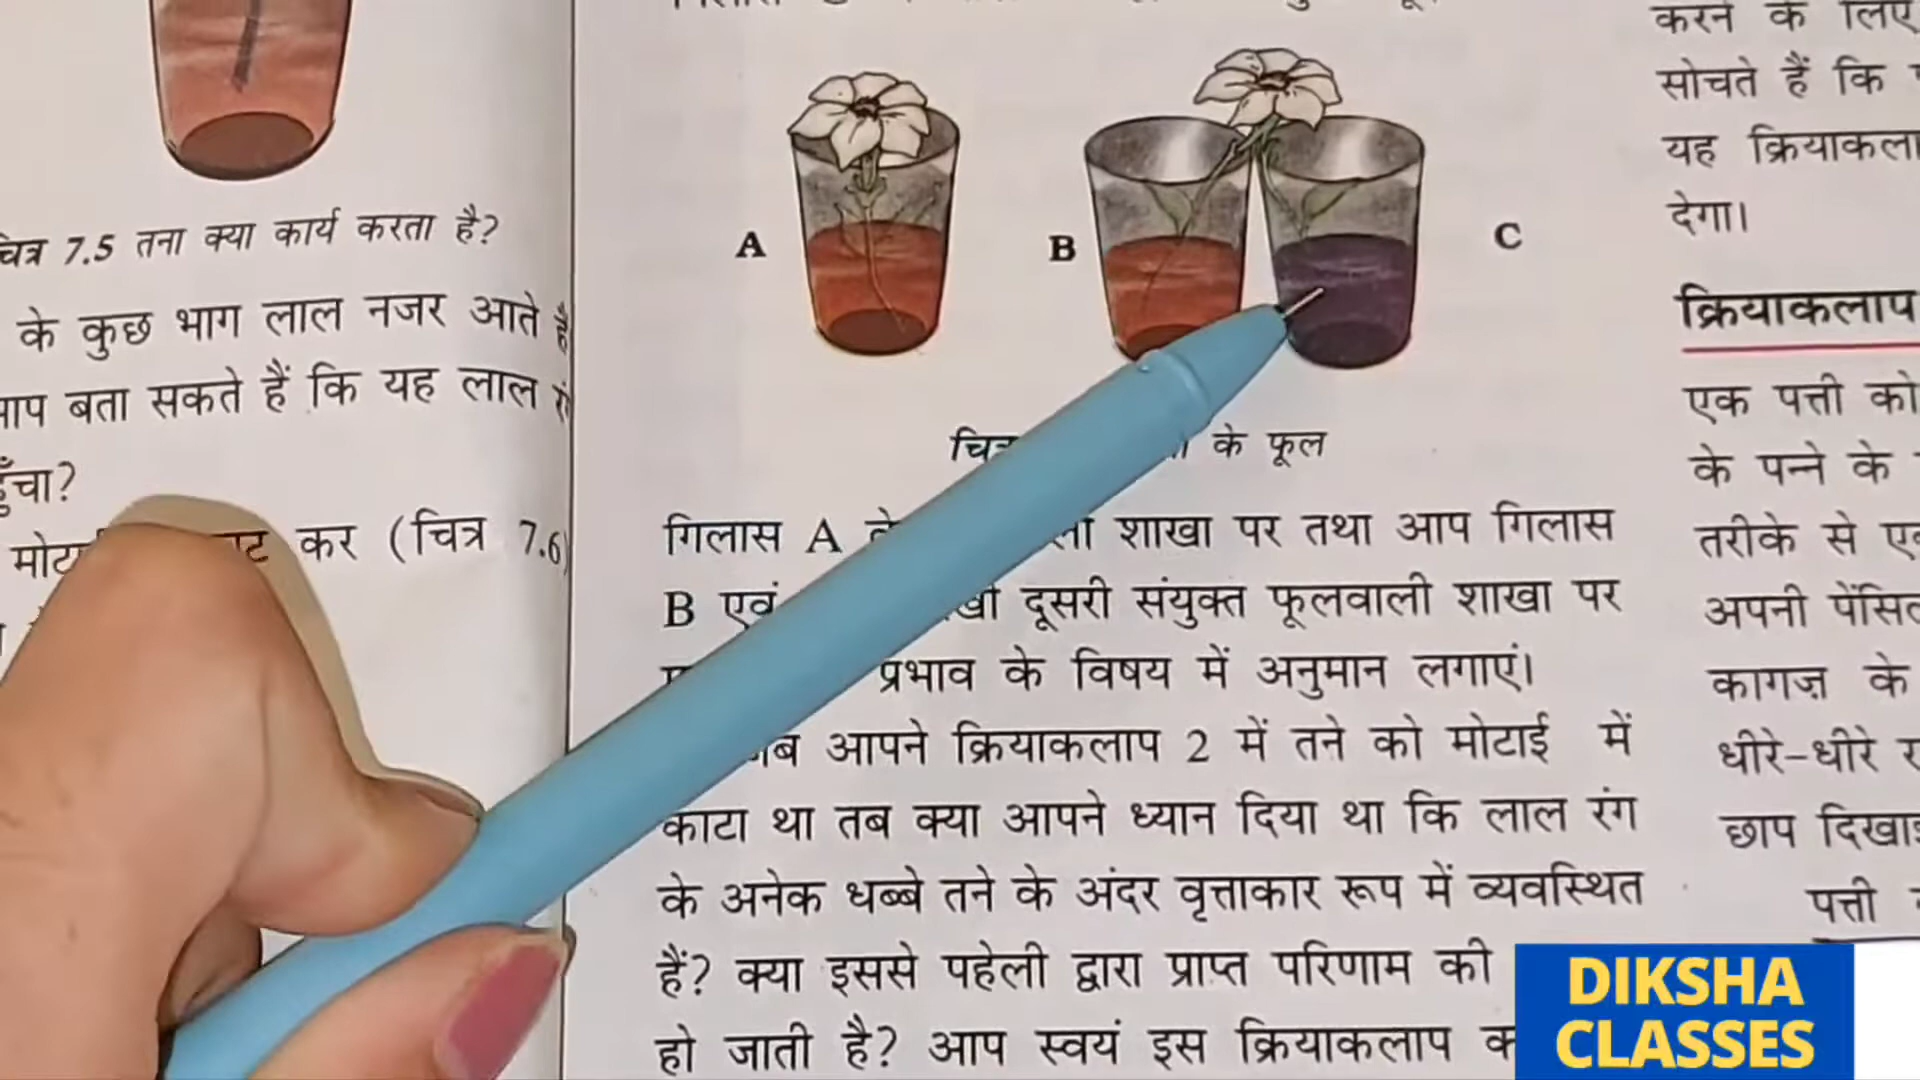 चित्र 7.5 तना क्या कार्य करता है?
के कुछ भाग लाल नजर आते हैं
बता सकते हैं कि यह लाल
कर (चित्र 7.6)
A
B
C
के फूल
गिलास A शाखा पर तथा आप गिलास
B एवं दूसरी संयुक्त फूलवाली शाखा पर
प्रभाव के विषय में अनुमान लगाएं।
आपने क्रियाकलाप 2 में तने को मोटाई में
काटा था तब क्या आपने ध्यान दिया था कि लाल रंग
के अनेक धब्बे तने के अंदर वृत्ताकार रूप में व्यवस्थित
हैं? क्या इससे पहेली द्वारा प्राप्त परिणाम की
हो जाती है? आप स्वयं इस क्रियाकलाप
करने के लिए
सोचते हैं कि
यह
देगा।
क्रियाकलाप
एक पत्ती को
के पन्ने के
तरीके से
अपनी
कागज़ के
धीरे-धीरे
छाप
पत्ती
DIKSHA
CLASSES